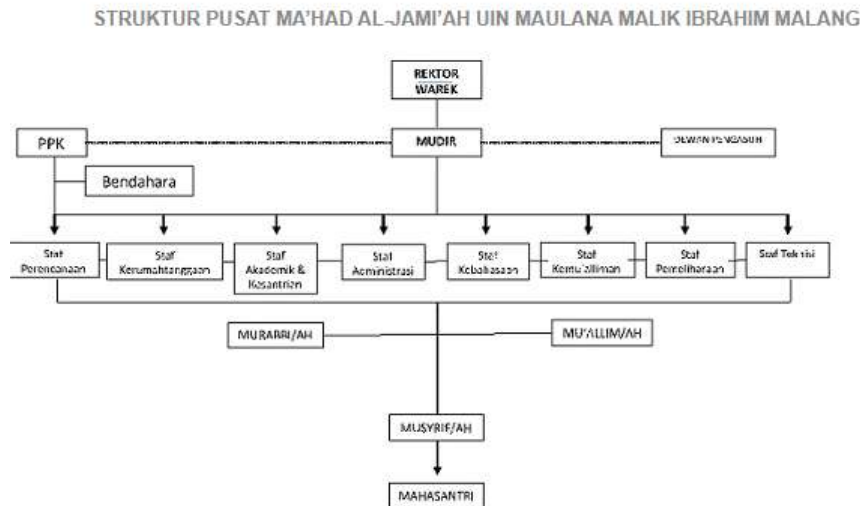 STRUKTUR PUSAT MA'HAD AL-JAMI'AH UIN MAULANA MALIK IBRAHIM MALANG
REKTOR
WAREK
PPK
MUDIR
DEWAN PENGASUH
Bendahara
Staf
Perencanaan
Staf
Kerumahtanggaan
Staf
Akademik &
Kesantrian
Staf
Administrasi
Staf
Kebahasaan
Staf
Kemu'alliman
Staf
Pemeliharaan
Staf Teknisi
MURABBI/AH
MU'ALLIM/AH
MUSYRIF/AH
MAHASANTRI